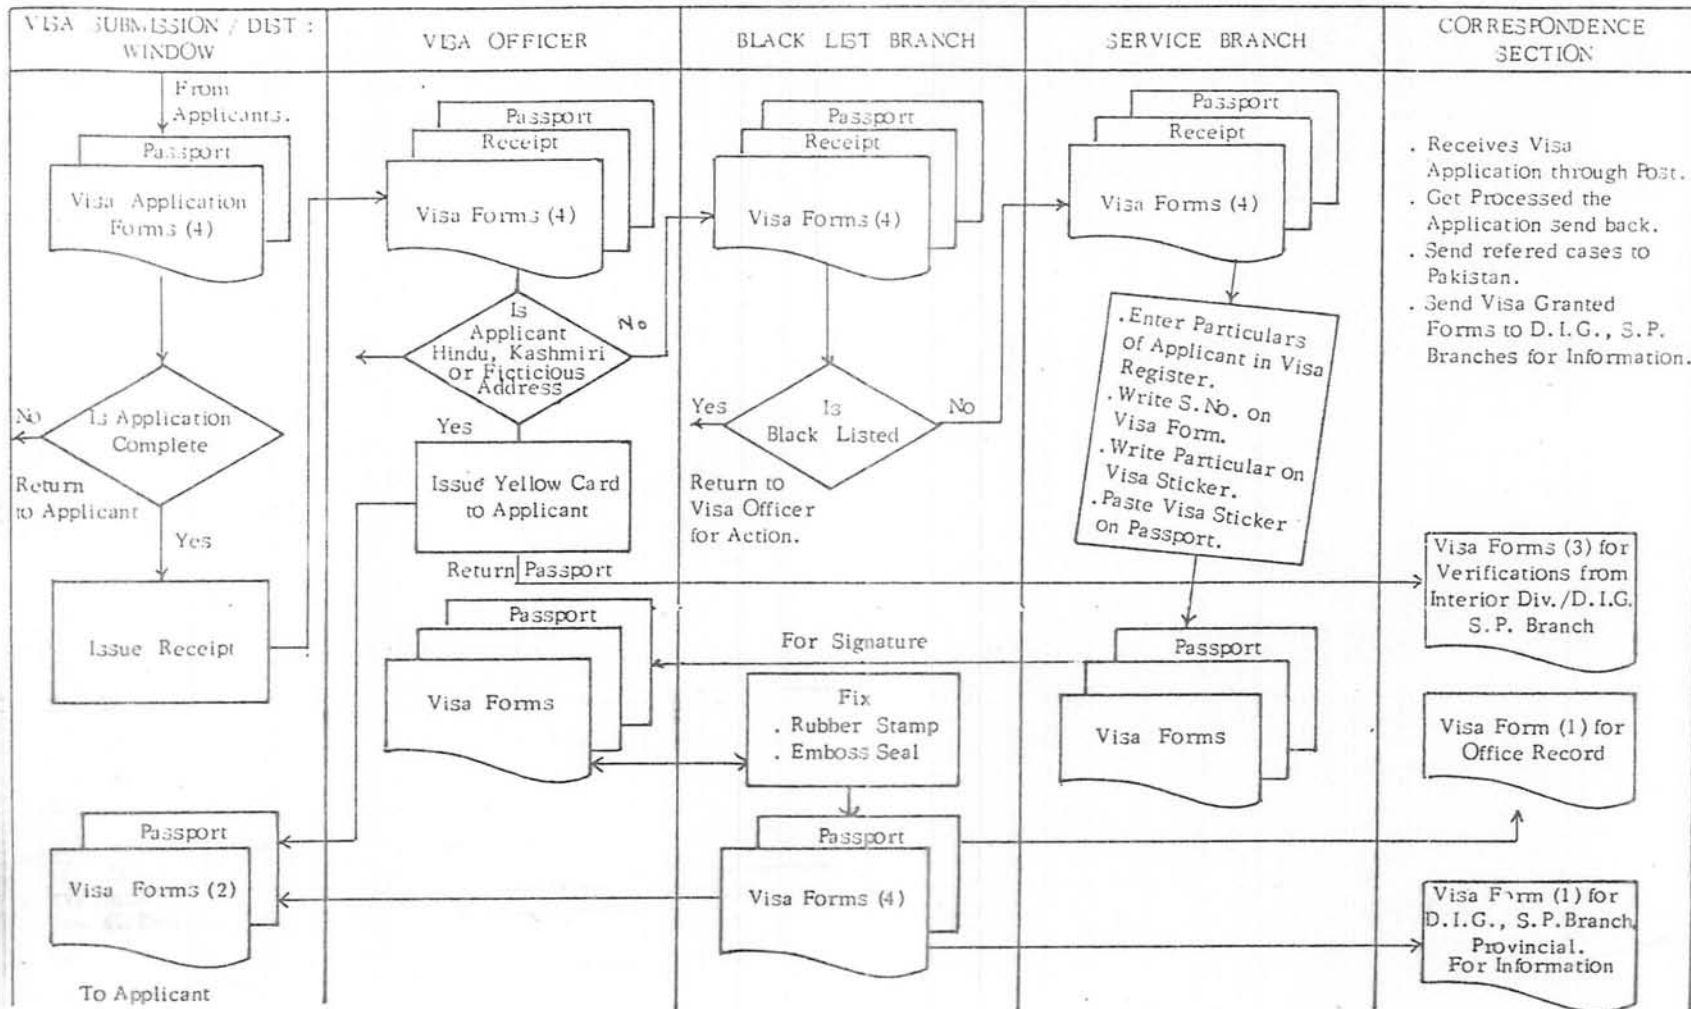 VISA SUBMISSION / DIST :
WINDOW
From
Applicants.
Passport
Visa Application
Forms (4)
Is Application
Complete
No
Return
to Applicant
Yes
Issue Receipt
Passport
Visa Forms (2)
To Applicant
VISA OFFICER
Passport
Receipt
Visa Forms (4)
Is
Applicant
Hindu, Kashmiri
or Ficticious
Address
No
Yes
Issue Yellow Card
to Applicant
Return Passport
Passport
Visa Forms
BLACK LIST BRANCH
Passport
Receipt
Visa Forms (4)
Is
Black Listed
Yes
No
Return to
Visa Officer
for Action.
For Signature
Fix
. Rubber Stamp
. Emboss Seal
Passport
Visa Forms (4)
SERVICE BRANCH
Passport
Receipt
Visa Forms (4)
.Enter Particulars
of Applicant in Visa
Register.
.Write S.No. on
Visa Form.
.Write Particular on
Visa Sticker.
.Paste Visa Sticker
on Passport.
Passport
Visa Forms
CORRESPONDENCE
SECTION
. Receives Visa
Application through Post.
. Get Processed the
Application send back.
. Send refered cases to
Pakistan.
. Send Visa Granted
Forms to D.I.G., S.P.
Branches for Information.
Visa Forms (3) for
Verifications from
Interior Div./D.I.G.
S.P. Branch
Visa Form (1) for
Office Record
Visa Form (1) for
D.I.G., S.P.Branch,
Provincial.
For Information